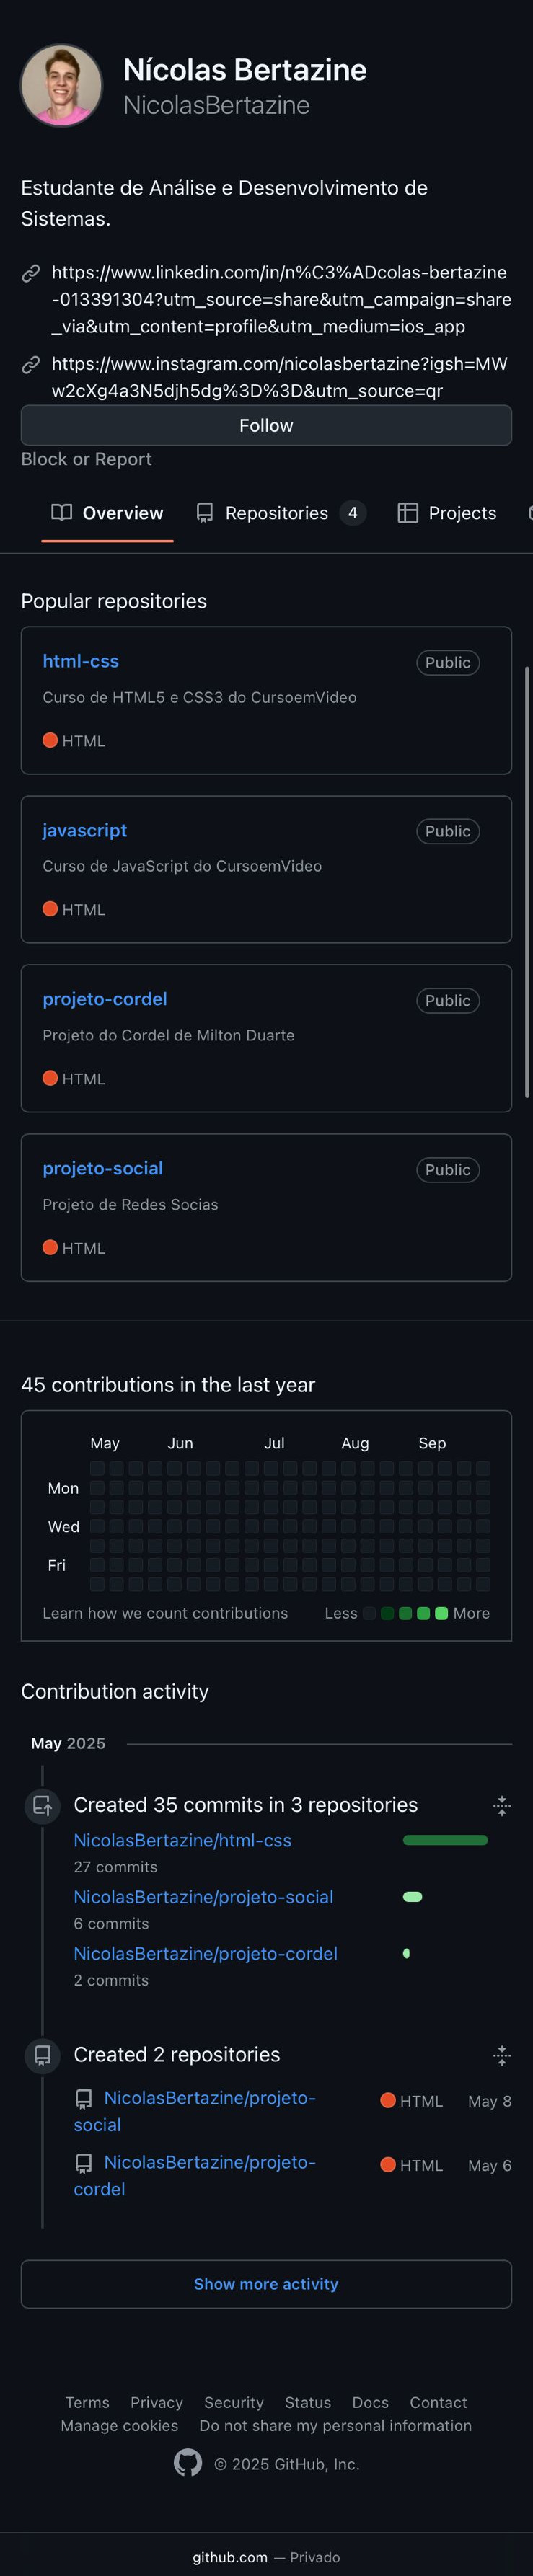 Nícolas Bertazine
NicolasBertazine
Estudante de Análise e Desenvolvimento de
Sistemas.
https://www.linkedin.com/in/n%C3%ADcolas-bertazine
-013391304?utm_source=share&utm_campaign=share
_via&utm_content=profile&utm_medium=ios_app
https://www.instagram.com/nicolasbertazine?igsh=MW
w2cXg4a3N5djh5dg%3D%3D&utm_source=qr
Follow
Block or Report
Overview Repositories 4 Projects
Popular repositories
html-css Public
Curso de HTML5 e CSS3 do CursoemVideo
HTML
javascript Public
Curso de JavaScript do CursoemVideo
HTML
projeto-cordel Public
Projeto do Cordel de Milton Duarte
HTML
projeto-social Public
Projeto de Redes Socias
HTML
45 contributions in the last year
May Jun Jul Aug Sep
Mon
Wed
Fri
Learn how we count contributions Less More
Contribution activity
May 2025
Created 35 commits in 3 repositories
NicolasBertazine/html-css
27 commits
NicolasBertazine/projeto-social
6 commits
NicolasBertazine/projeto-cordel
2 commits
Created 2 repositories
NicolasBertazine/projeto- HTML May 8
social
NicolasBertazine/projeto- HTML May 6
cordel
Show more activity
Terms Privacy Security Status Docs Contact
Manage cookies Do not share my personal information
© 2025 GitHub, Inc.
github.com — Privado